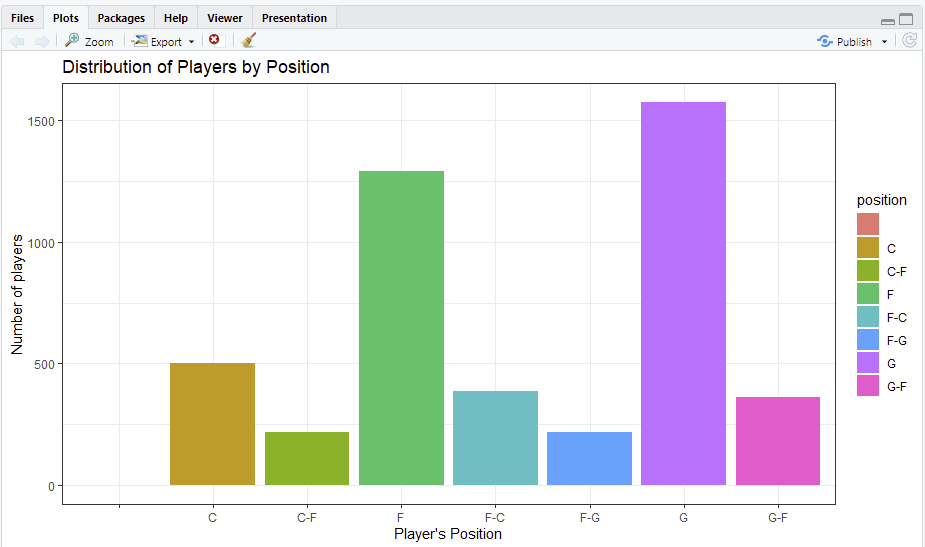 Files Plots Packages Help Viewer Presentation
Zoom Export Publish
Distribution of Players by Position
1500
1000
500
0
Number of players
C C-F F F-C F-G G G-F
Player's Position
position
C
C-F
F
F-C
F-G
G
G-F